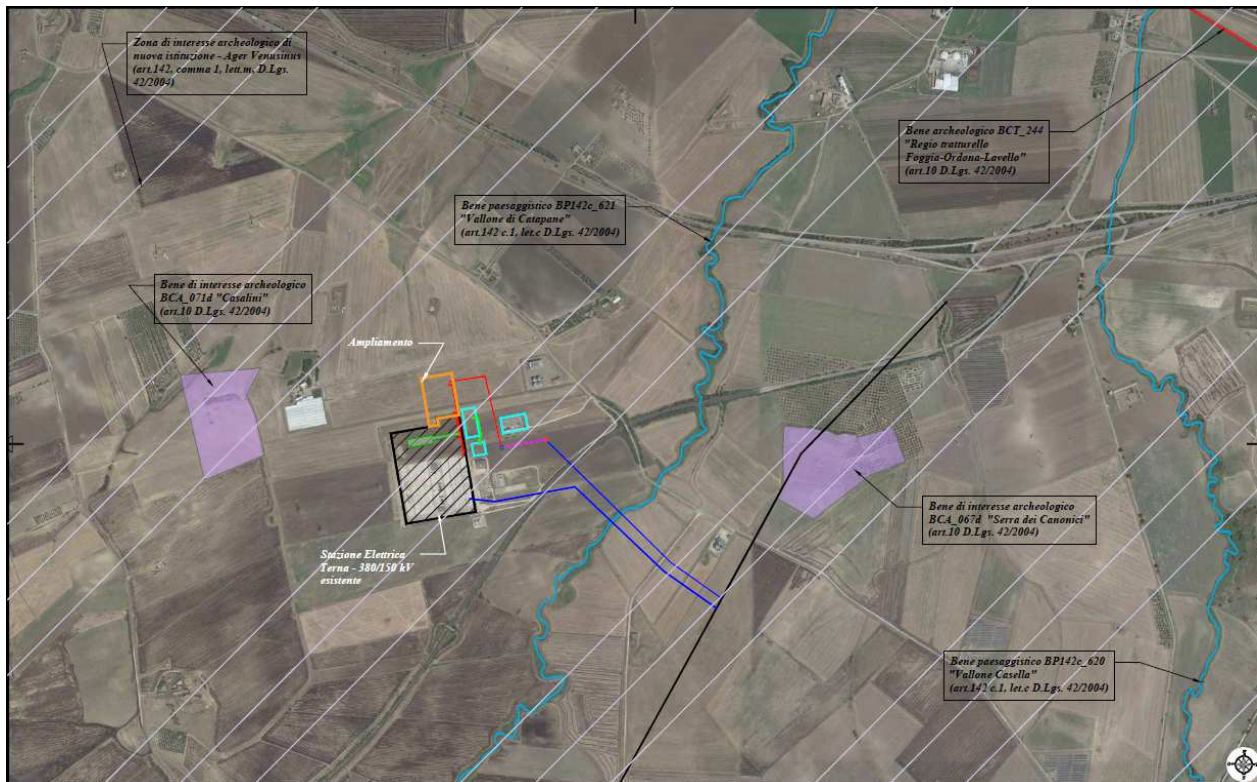 Zona di interesse archeologico di
nuova istituzione - Ager Venusinus
(art.142, comma 1, lett.m, D.Lgs.
42/2004)
Bene archeologico BCT_244
"Regio tratturello
Foggia-Ordona-Lavello"
(art.10 D.Lgs. 42/2004)
Bene paesaggistico BP142c_621
"Vallone di Catapane"
(art.142 c.1, let.c D.Lgs. 42/2004)
Bene di interesse archeologico
BCA_071d "Casalini"
(art.10 D.Lgs. 42/2004)
Ampliamento
Bene di interesse archeologico
BCA_067d "Serra dei Canonici"
(art.10 D.Lgs. 42/2004)
Stazione Elettrica
Terna - 380/150 kV
esistente
Bene paesaggistico BP142c_620
"Vallone Casella"
(art.142 c.1, let.c D.Lgs. 42/2004)